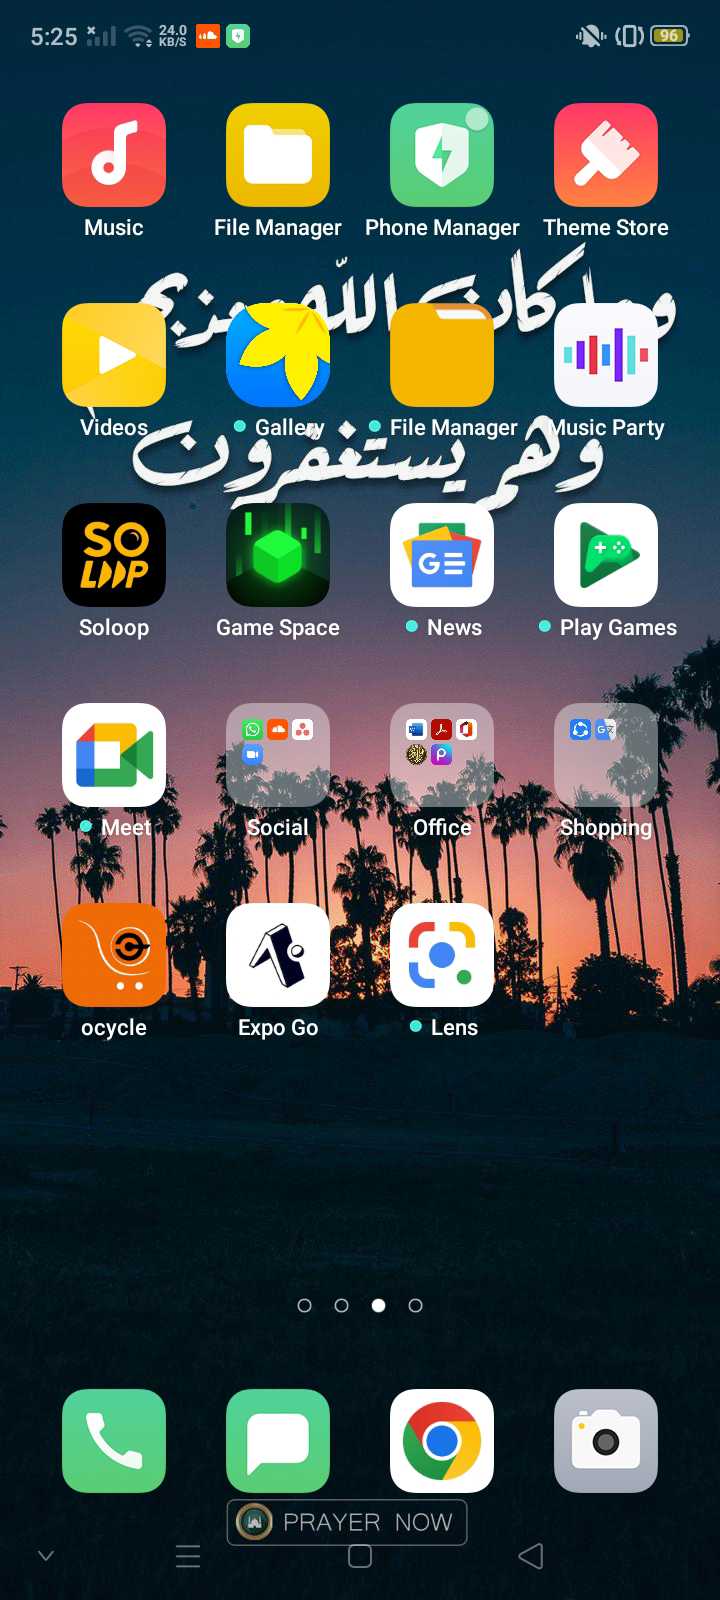 5:25 24.0 KB/S 96
Music File Manager Phone Manager Theme Store
وما كان الله
Videos Gallery File Manager Music Party
وهم يستغفرون
SO LOOP
Soloop Game Space News Play Games
Meet Social Office Shopping
ocycle Expo Go Lens
PRAYER NOW